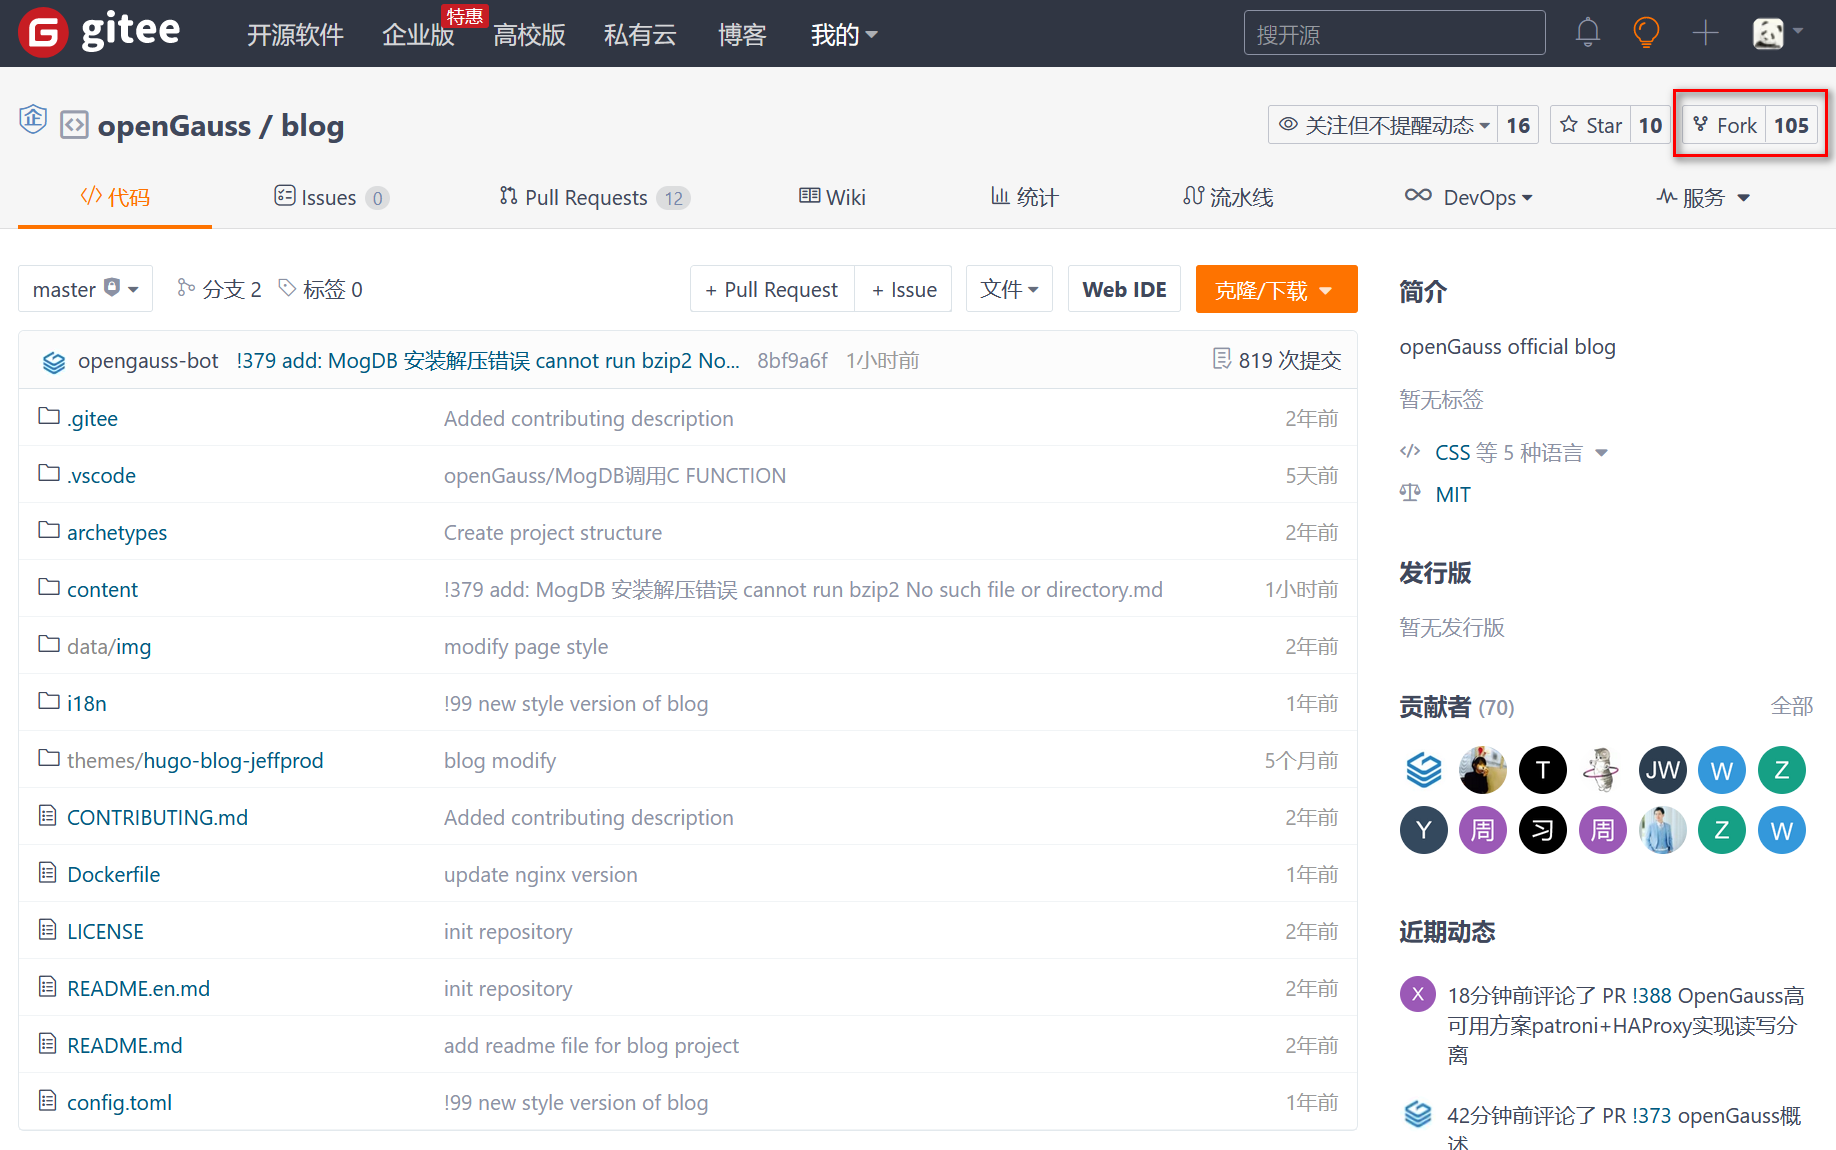 gitee
开源软件 企业版 特惠 高校版 私有云 博客 我的 搜开源
企 openGauss / blog 关注但不提醒动态 16 Star 10 Fork 105
代码 Issues 0 Pull Requests 12 Wiki 统计 流水线 DevOps 服务
master 分支 2 标签 0 + Pull Request + Issue 文件 Web IDE 克隆/下载
opengauss-bot !379 add: MogDB 安装解压错误 cannot run bzip2 No... 8bf9a6f 1小时前 819 次提交
.gitee Added contributing description 2年前
.vscode openGauss/MogDB调用C FUNCTION 5天前
archetypes Create project structure 2年前
content !379 add: MogDB 安装解压错误 cannot run bzip2 No such file or directory.md 1小时前
data/img modify page style 2年前
i18n !99 new style version of blog 1年前
themes/hugo-blog-jeffprod blog modify 5个月前
CONTRIBUTING.md Added contributing description 2年前
Dockerfile update nginx version 1年前
LICENSE init repository 2年前
README.en.md init repository 2年前
README.md add readme file for blog project 2年前
config.toml !99 new style version of blog 1年前
简介
openGauss official blog
暂无标签
CSS 等 5 种语言
MIT
发行版
暂无发行版
贡献者 (70) 全部
T JW W Z
Y 周 习 周 Z W
近期动态
X 18分钟前评论了 PR !388 OpenGauss高
可用方案patroni+HAProxy实现读写分
离
42分钟前评论了 PR !373 openGauss概
述